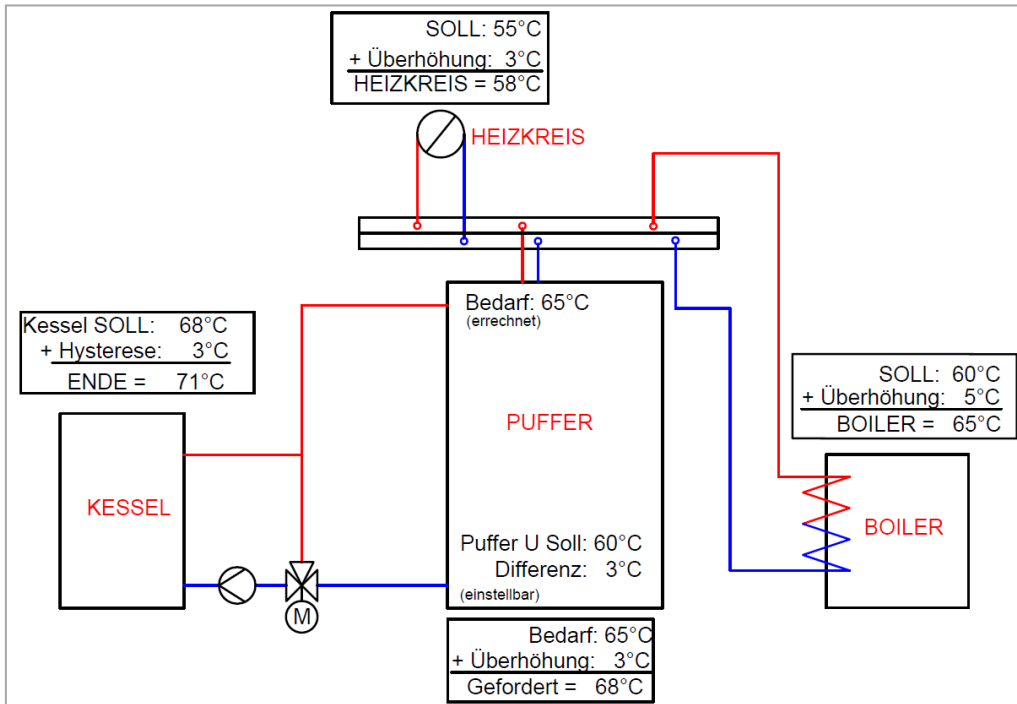 SOLL: 55°C
+ Überhöhung: 3°C
HEIZKREIS = 58°C
HEIZKREIS
Bedarf: 65°C
(errechnet)
Kessel SOLL: 68°C
+ Hysterese: 3°C
ENDE = 71°C
SOLL: 60°C
+ Überhöhung: 5°C
BOILER = 65°C
PUFFER
KESSEL
BOILER
Puffer U Soll: 60°C
Differenz: 3°C
(einstellbar)
M
Bedarf: 65°C
+ Überhöhung: 3°C
Gefordert = 68°C